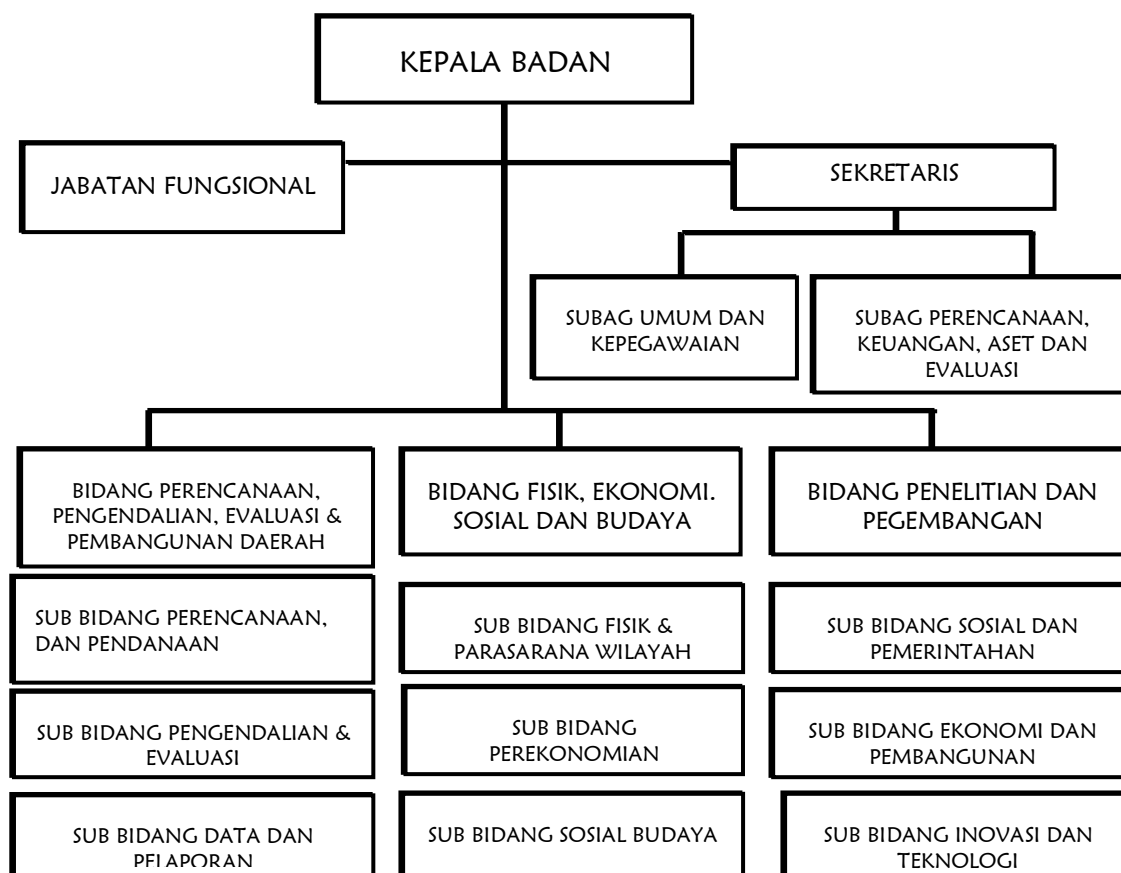 KEPALA BADAN
JABATAN FUNGSIONAL
SEKRETARIS
SUBAG UMUM DAN
KEPEGAWAIAN
SUBAG PERENCANAAN,
KEUANGAN, ASET DAN
EVALUASI
BIDANG PERENCANAAN,
PENGENDALIAN, EVALUASI &
PEMBANGUNAN DAERAH
BIDANG FISIK, EKONOMI.
SOSIAL DAN BUDAYA
BIDANG PENELITIAN DAN
PEGEMBANGAN
SUB BIDANG PERENCANAAN,
DAN PENDANAAN
SUB BIDANG FISIK &
PARASARANA WILAYAH
SUB BIDANG SOSIAL DAN
PEMERINTAHAN
SUB BIDANG PENGENDALIAN &
EVALUASI
SUB BIDANG
PEREKONOMIAN
SUB BIDANG EKONOMI DAN
PEMBANGUNAN
SUB BIDANG DATA DAN
PELAPORAN
SUB BIDANG SOSIAL BUDAYA
SUB BIDANG INOVASI DAN
TEKNOLOGI